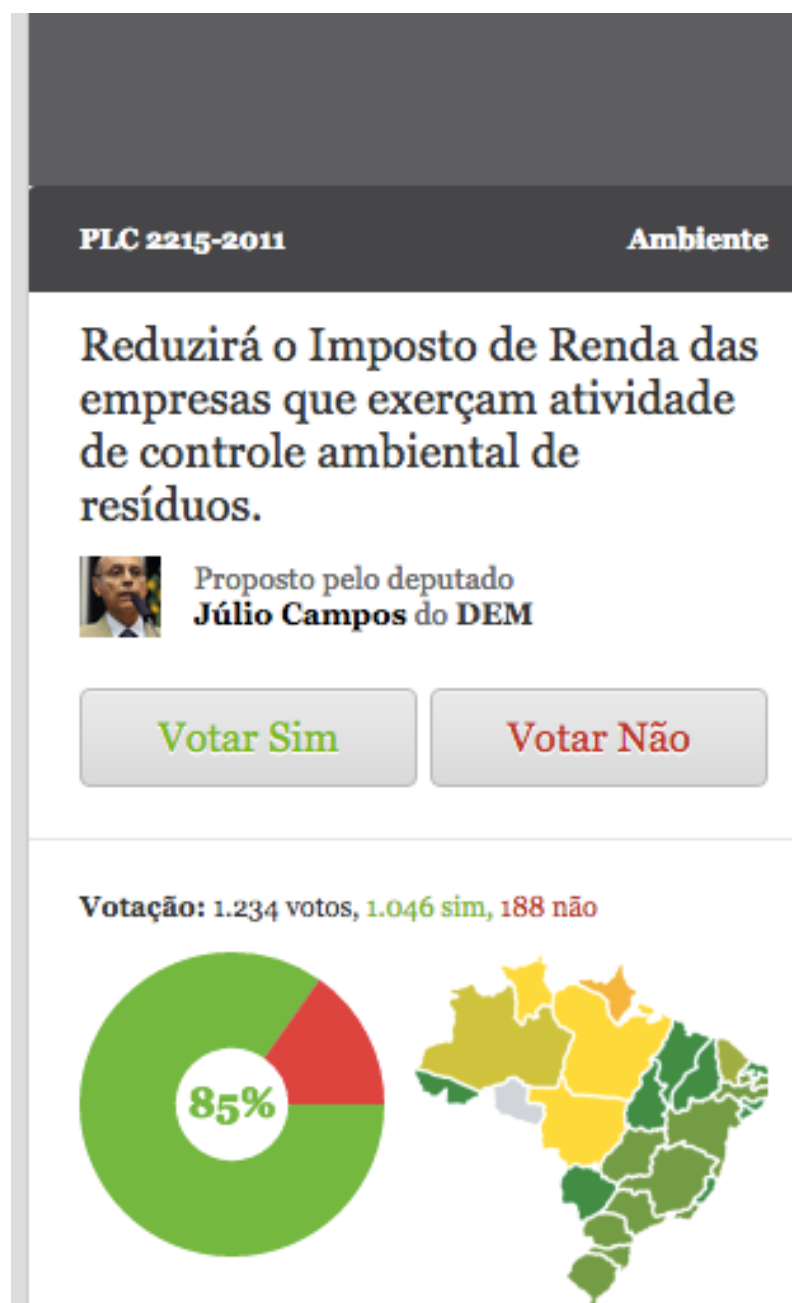 PLC 2215-2011
Ambiente
Reduzirá o Imposto de Renda das
empresas que exerçam atividade
de controle ambiental de
resíduos.
Proposto pelo deputado
Júlio Campos do DEM
Votar Sim
Votar Não
Votação: 1.234 votos, 1.046 sim, 188 não
85%